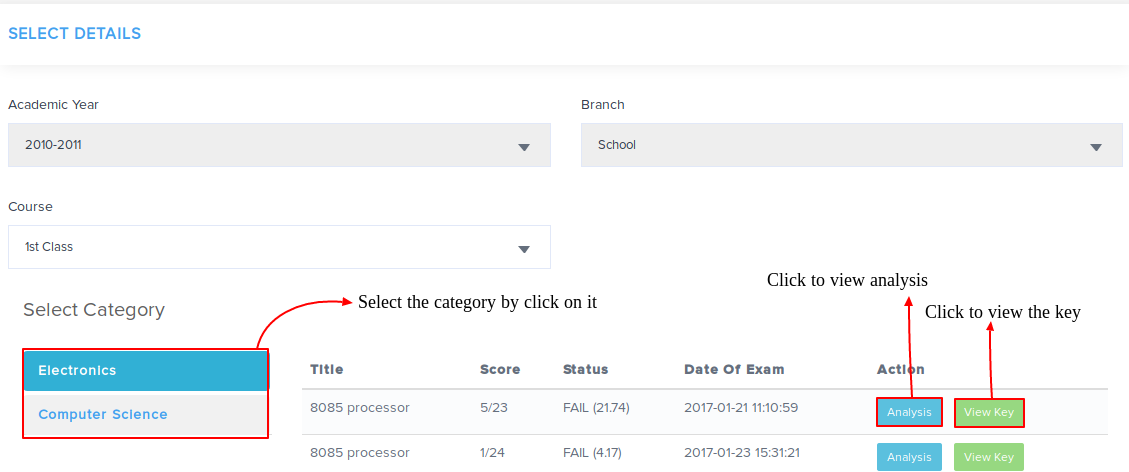 SELECT DETAILS
Academic Year
Branch
2010-2011
School
Course
1st Class
Click to view analysis
Select Category
Select the category by click on it
Click to view the key
Electronics
Computer Science
Title Score Status Date Of Exam Action
8085 processor 5/23 FAIL (21.74) 2017-01-21 11:10:59 Analysis View Key
8085 processor 1/24 FAIL (4.17) 2017-01-23 15:31:21 Analysis View Key